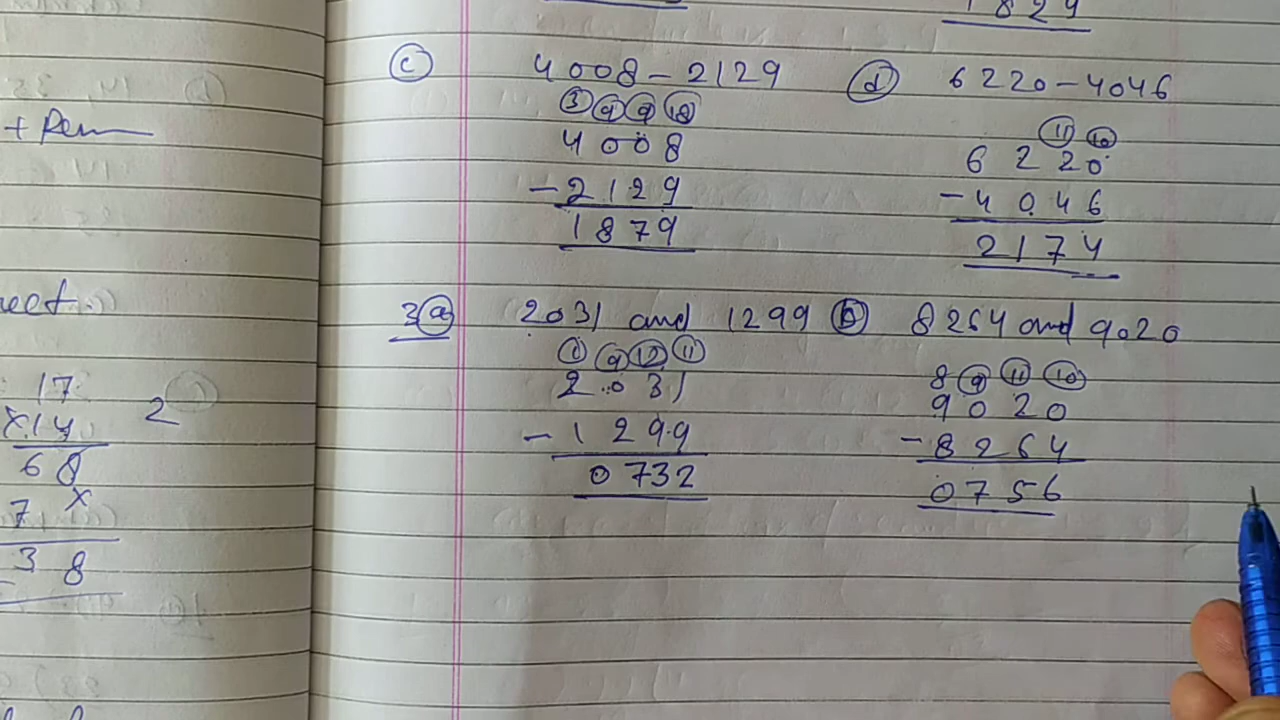 1829
+ Rem
c 4008 - 2129 d 6220 - 4046
3 9 9 18
4008
- 2129
1879
11 10
6220
- 4046
2174
3 a 2031 and 1299 b 8264 and 9020
1 9 12 11
2031
- 1299
0732
8 9 11 10
9020
- 8264
0756
17
x14
68
7 x
38
2